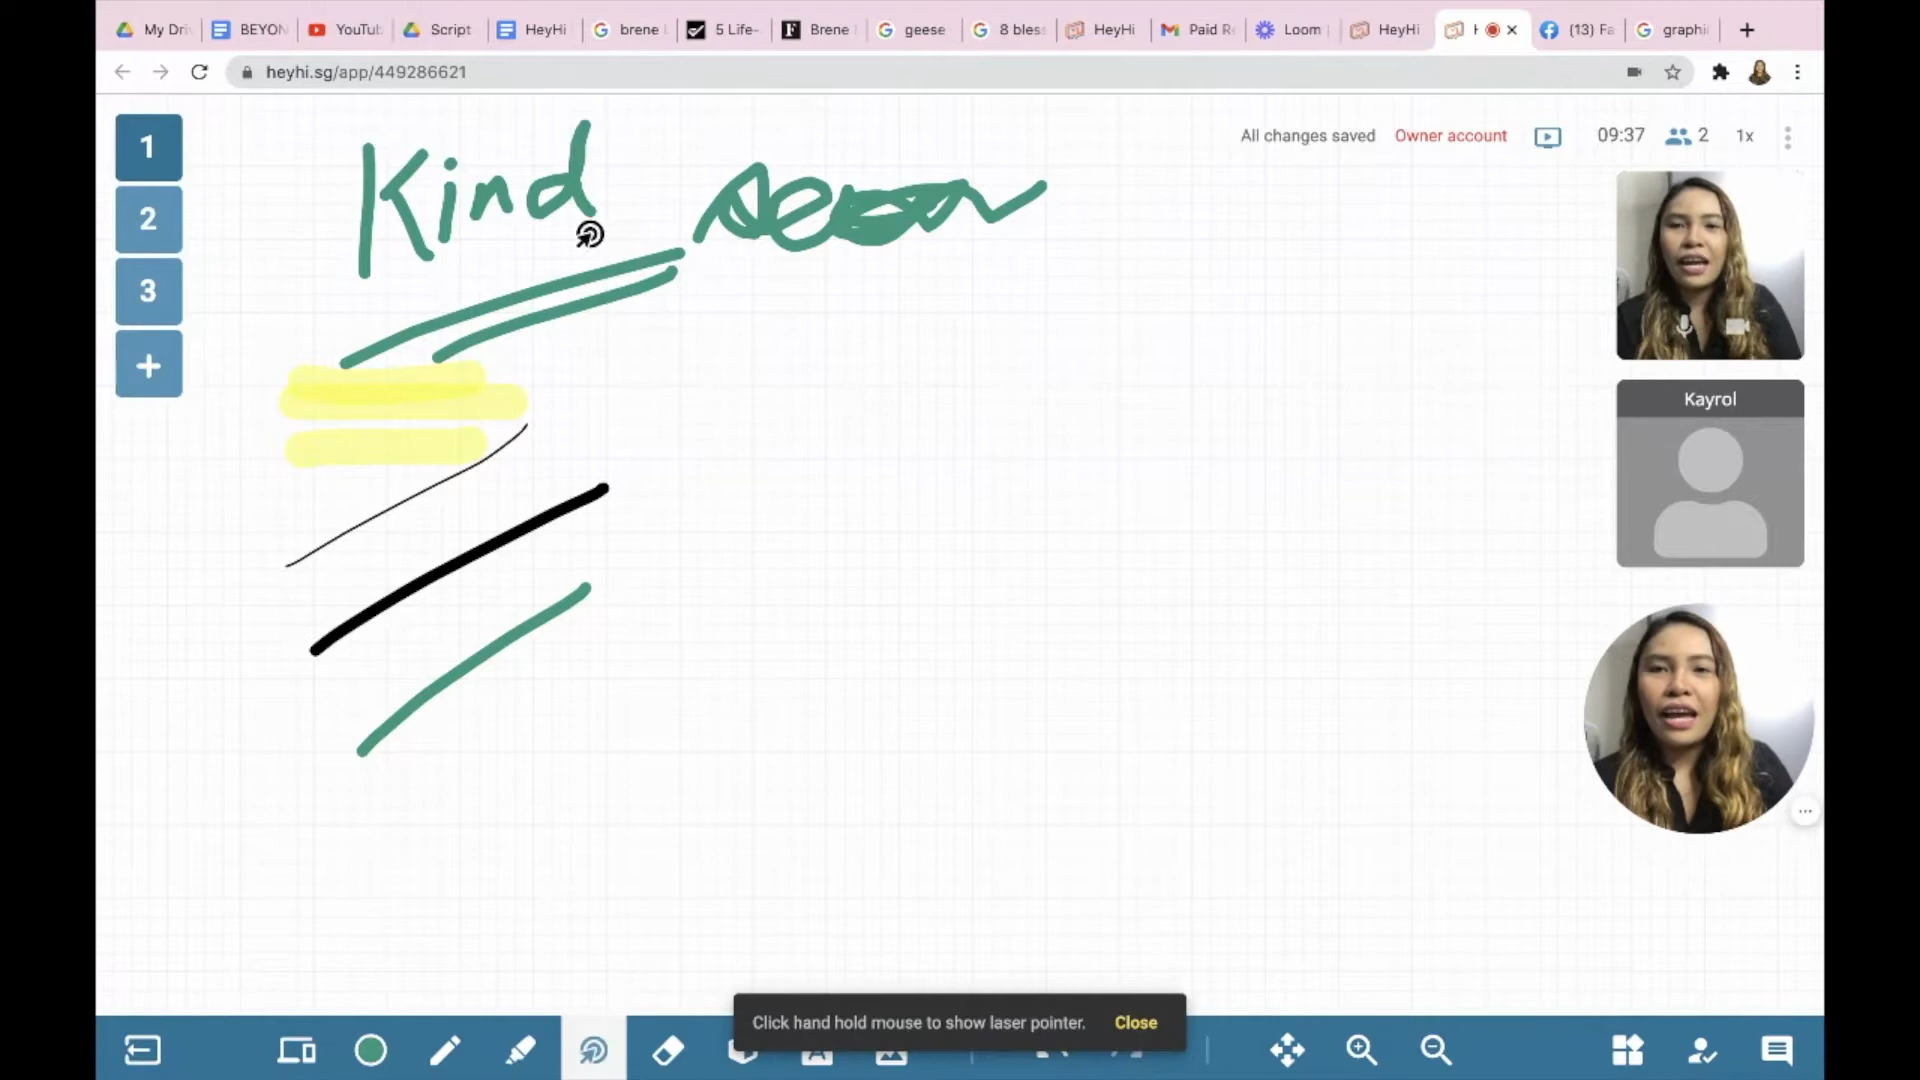 My Dri
BEYON
YouTub
Script
HeyHi
brene
5 Life-
Brene
geese
8 bless
HeyHi
Paid Re
Loom
HeyHi
(13) Fa
graphi
heyhi.sg/app/449286621
1
2
3
Kind
All changes saved
Owner account
09:37
2
1x
Kayrol
Click hand hold mouse to show laser pointer.
Close